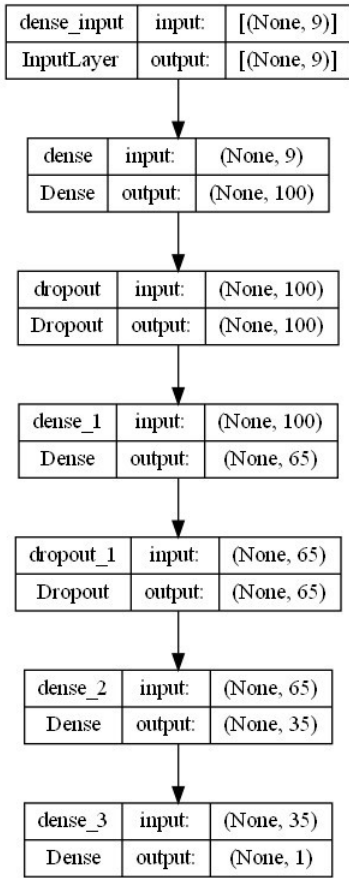 dense_input input: [(None, 9)]
InputLayer output: [(None, 9)]
dense input: (None, 9)
Dense output: (None, 100)
dropout input: (None, 100)
Dropout output: (None, 100)
dense_1 input: (None, 100)
Dense output: (None, 65)
dropout_1 input: (None, 65)
Dropout output: (None, 65)
dense_2 input: (None, 65)
Dense output: (None, 35)
dense_3 input: (None, 35)
Dense output: (None, 1)